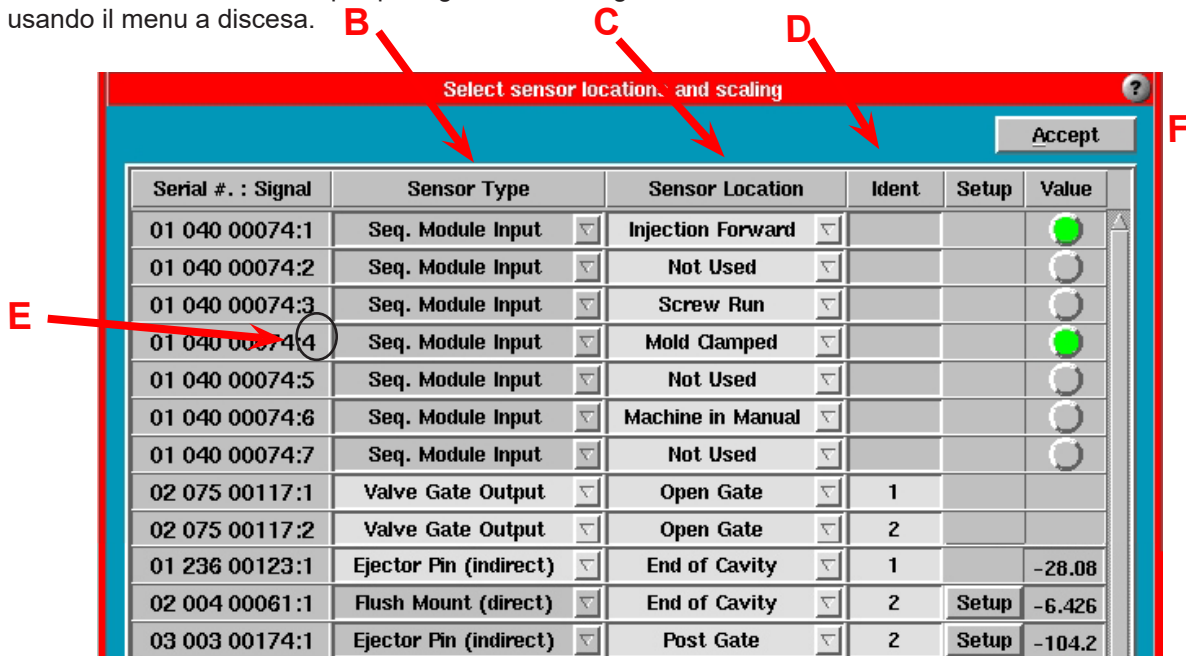 usando il menu a discesa.
B C D
Select sensor locations and scaling ?
Accept F
Serial #. : Signal Sensor Type Sensor Location Ident Setup Value
01 040 00074:1 Seq. Module Input Injection Forward
01 040 00074:2 Seq. Module Input Not Used
01 040 00074:3 Seq. Module Input Screw Run
E 01 040 00074:4 Seq. Module Input Mold Clamped
01 040 00074:5 Seq. Module Input Not Used
01 040 00074:6 Seq. Module Input Machine in Manual
01 040 00074:7 Seq. Module Input Not Used
02 075 00117:1 Valve Gate Output Open Gate 1
02 075 00117:2 Valve Gate Output Open Gate 2
01 236 00123:1 Ejector Pin (indirect) End of Cavity 1 -28.08
02 004 00061:1 Flush Mount (direct) End of Cavity 2 Setup -6.426
03 003 00174:1 Ejector Pin (indirect) Post Gate 2 Setup -104.2